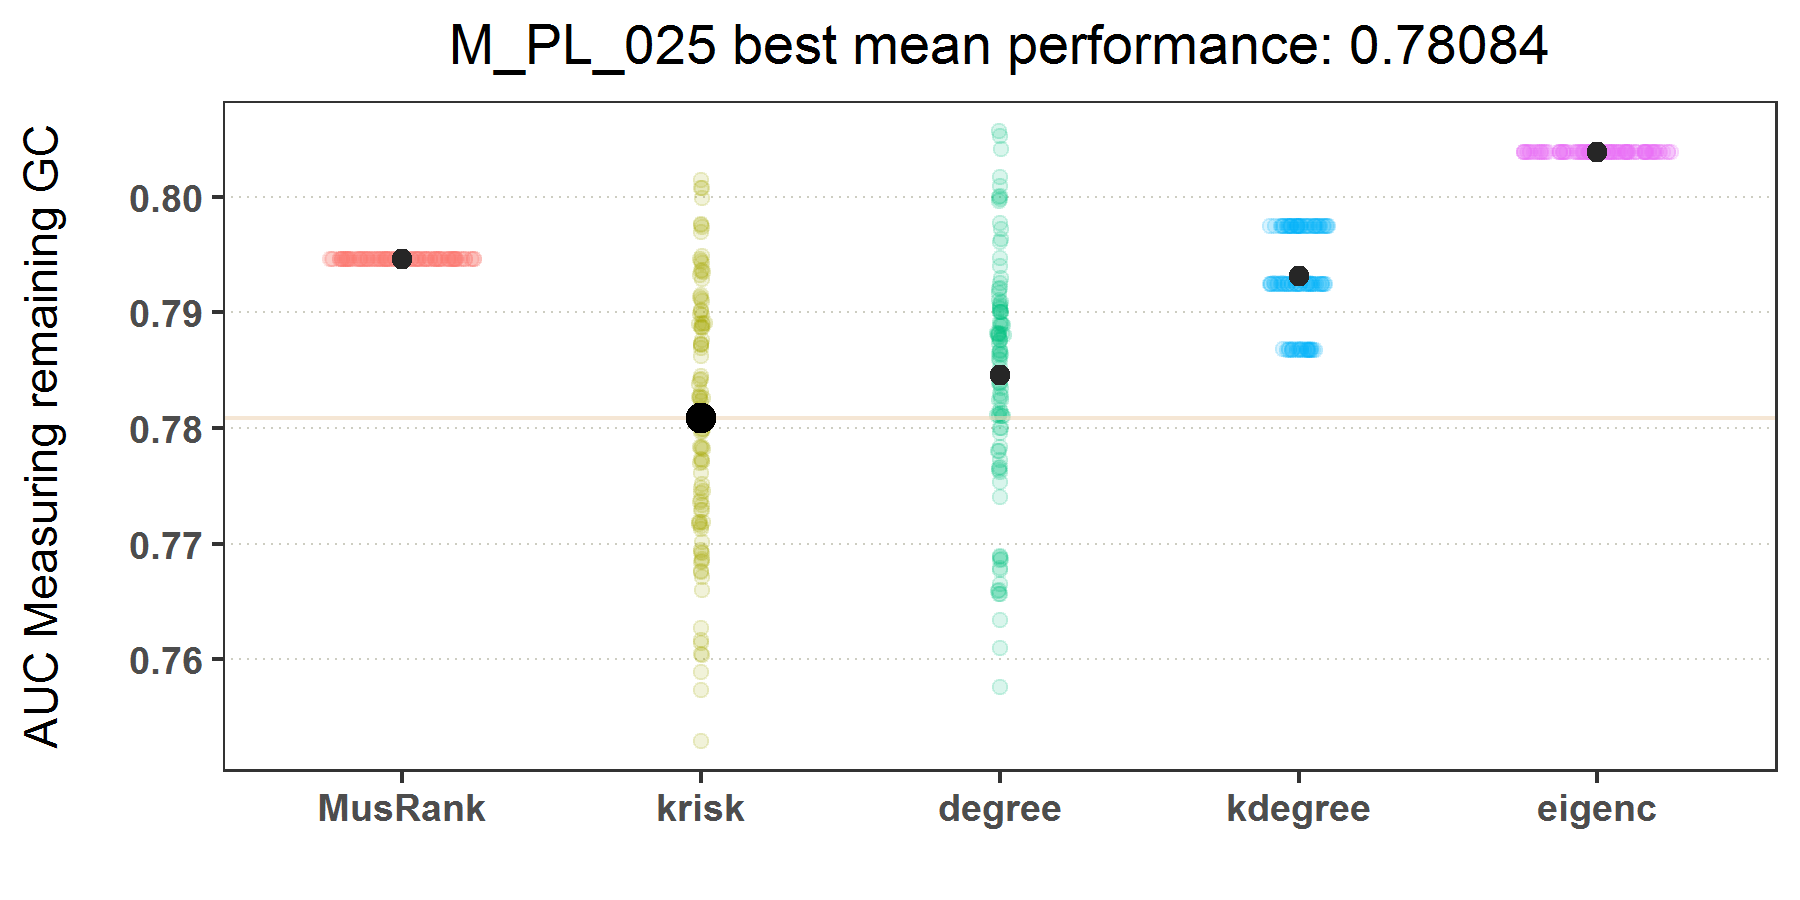 M_PL_025 best mean performance: 0.78084
AUC Measuring remaining GC
0.80
0.79
0.78
0.77
0.76
MusRank krisk degree kdegree eigenc